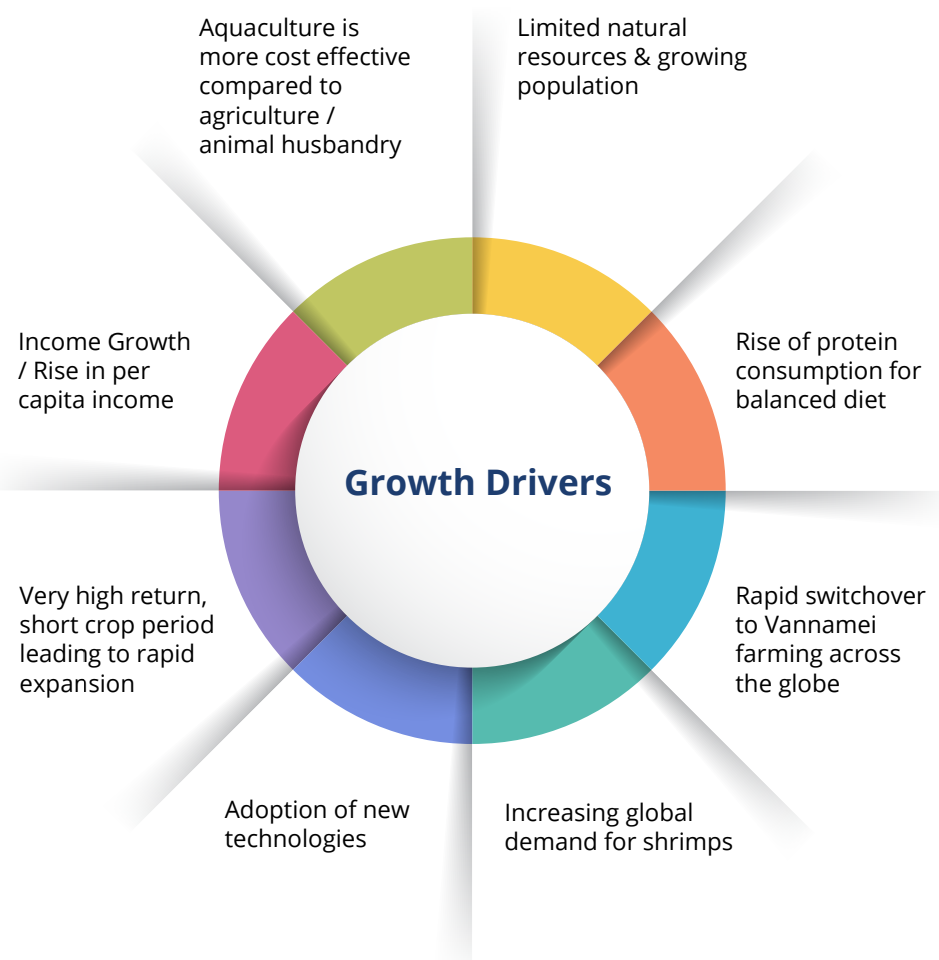 Aquaculture is
more cost effective
compared to
agriculture /
animal husbandry
Limited natural
resources & growing
population
Income Growth
/ Rise in per
capita income
Rise of protein
consumption for
balanced diet
Growth Drivers
Very high return,
short crop period
leading to rapid
expansion
Rapid switchover
to Vannamei
farming across
the globe
Adoption of new
technologies
Increasing global
demand for shrimps